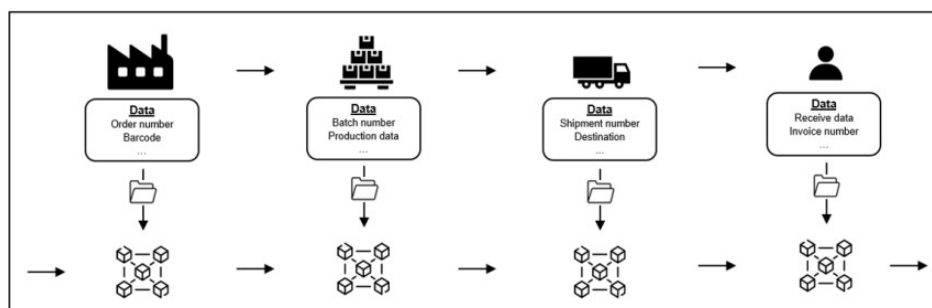 Data
Order number
Barcode
...
Data
Batch number
Production data
...
Data
Shipment number
Destination
...
Data
Receive data
Invoice number
...